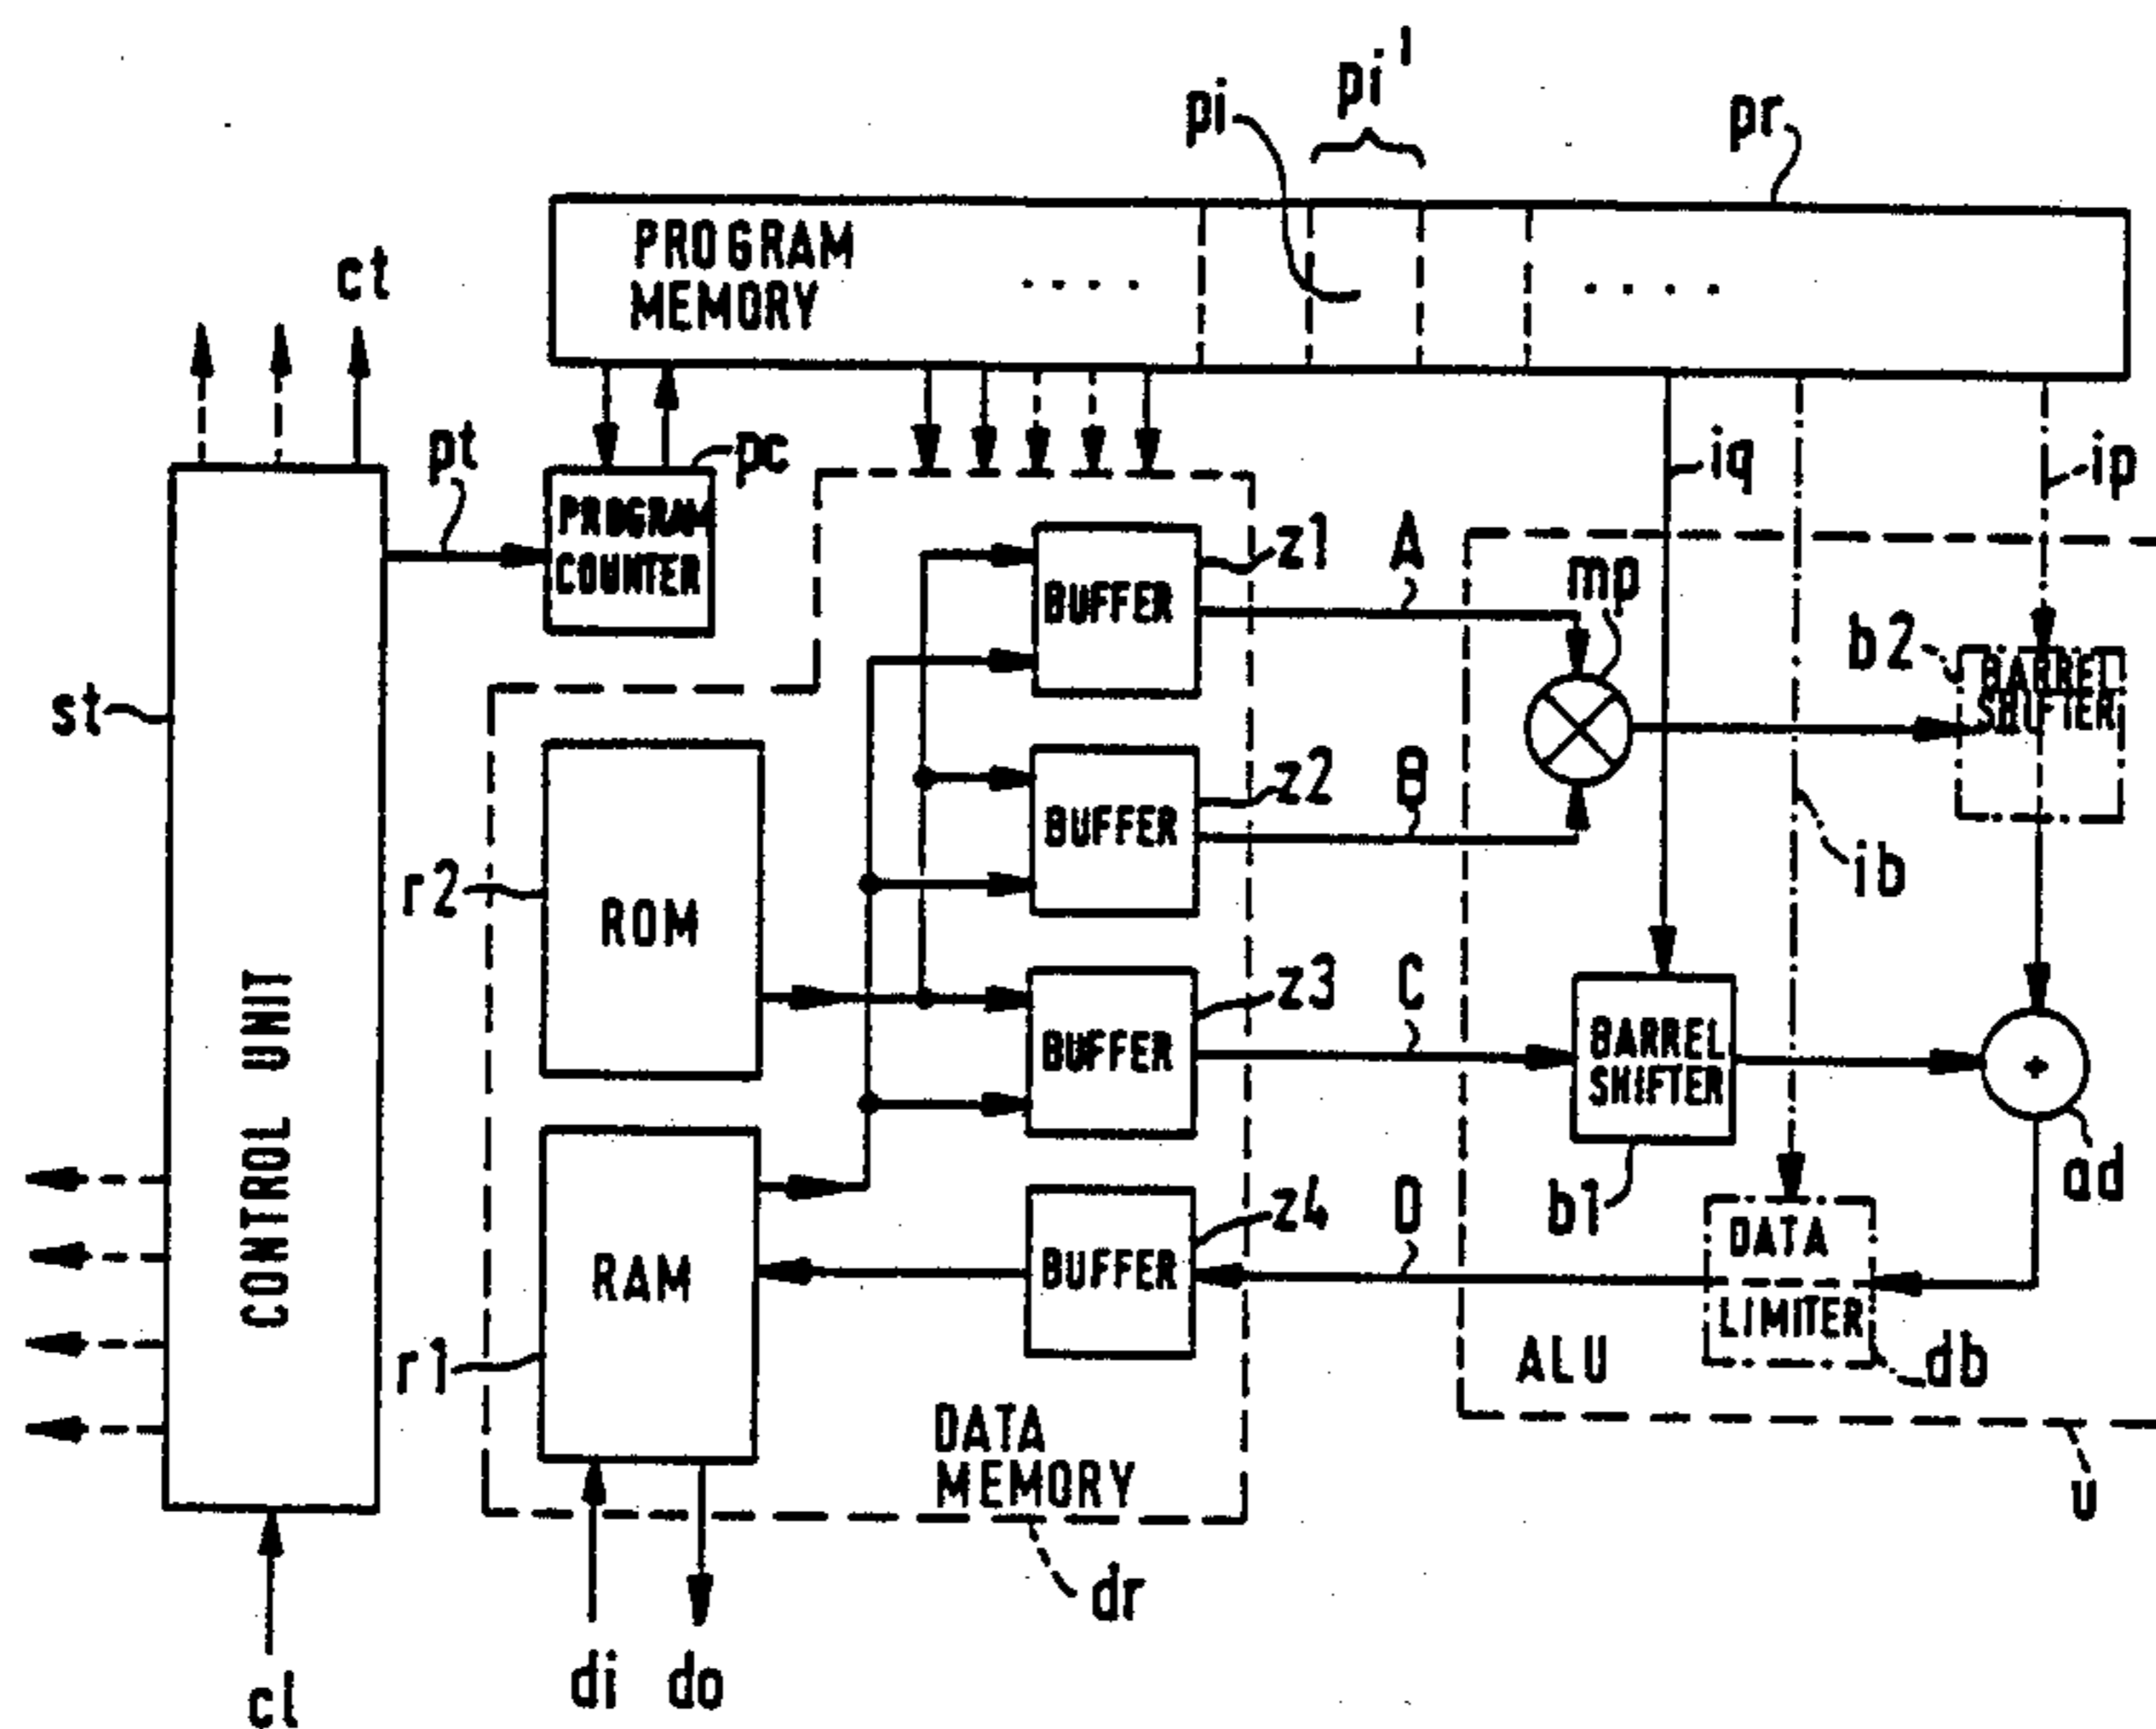 pi'
pi
pr
PROGRAM
MEMORY
. . . .
. . . .
ct
pt
pc
iq
ip
PROGRAM
COUNTER
z1
A
mp
b2
BARREL
SHIFTER
BUFFER
st
z2
B
BUFFER
ib
r2
ROM
z3
C
BUFFER
BARREL
SHIFTER
+
ad
CONTROL UNIT
z4
D
b1
DATA
LIMITER
BUFFER
RAM
r1
ALU
db
DATA
MEMORY
u
dr
di
do
cl